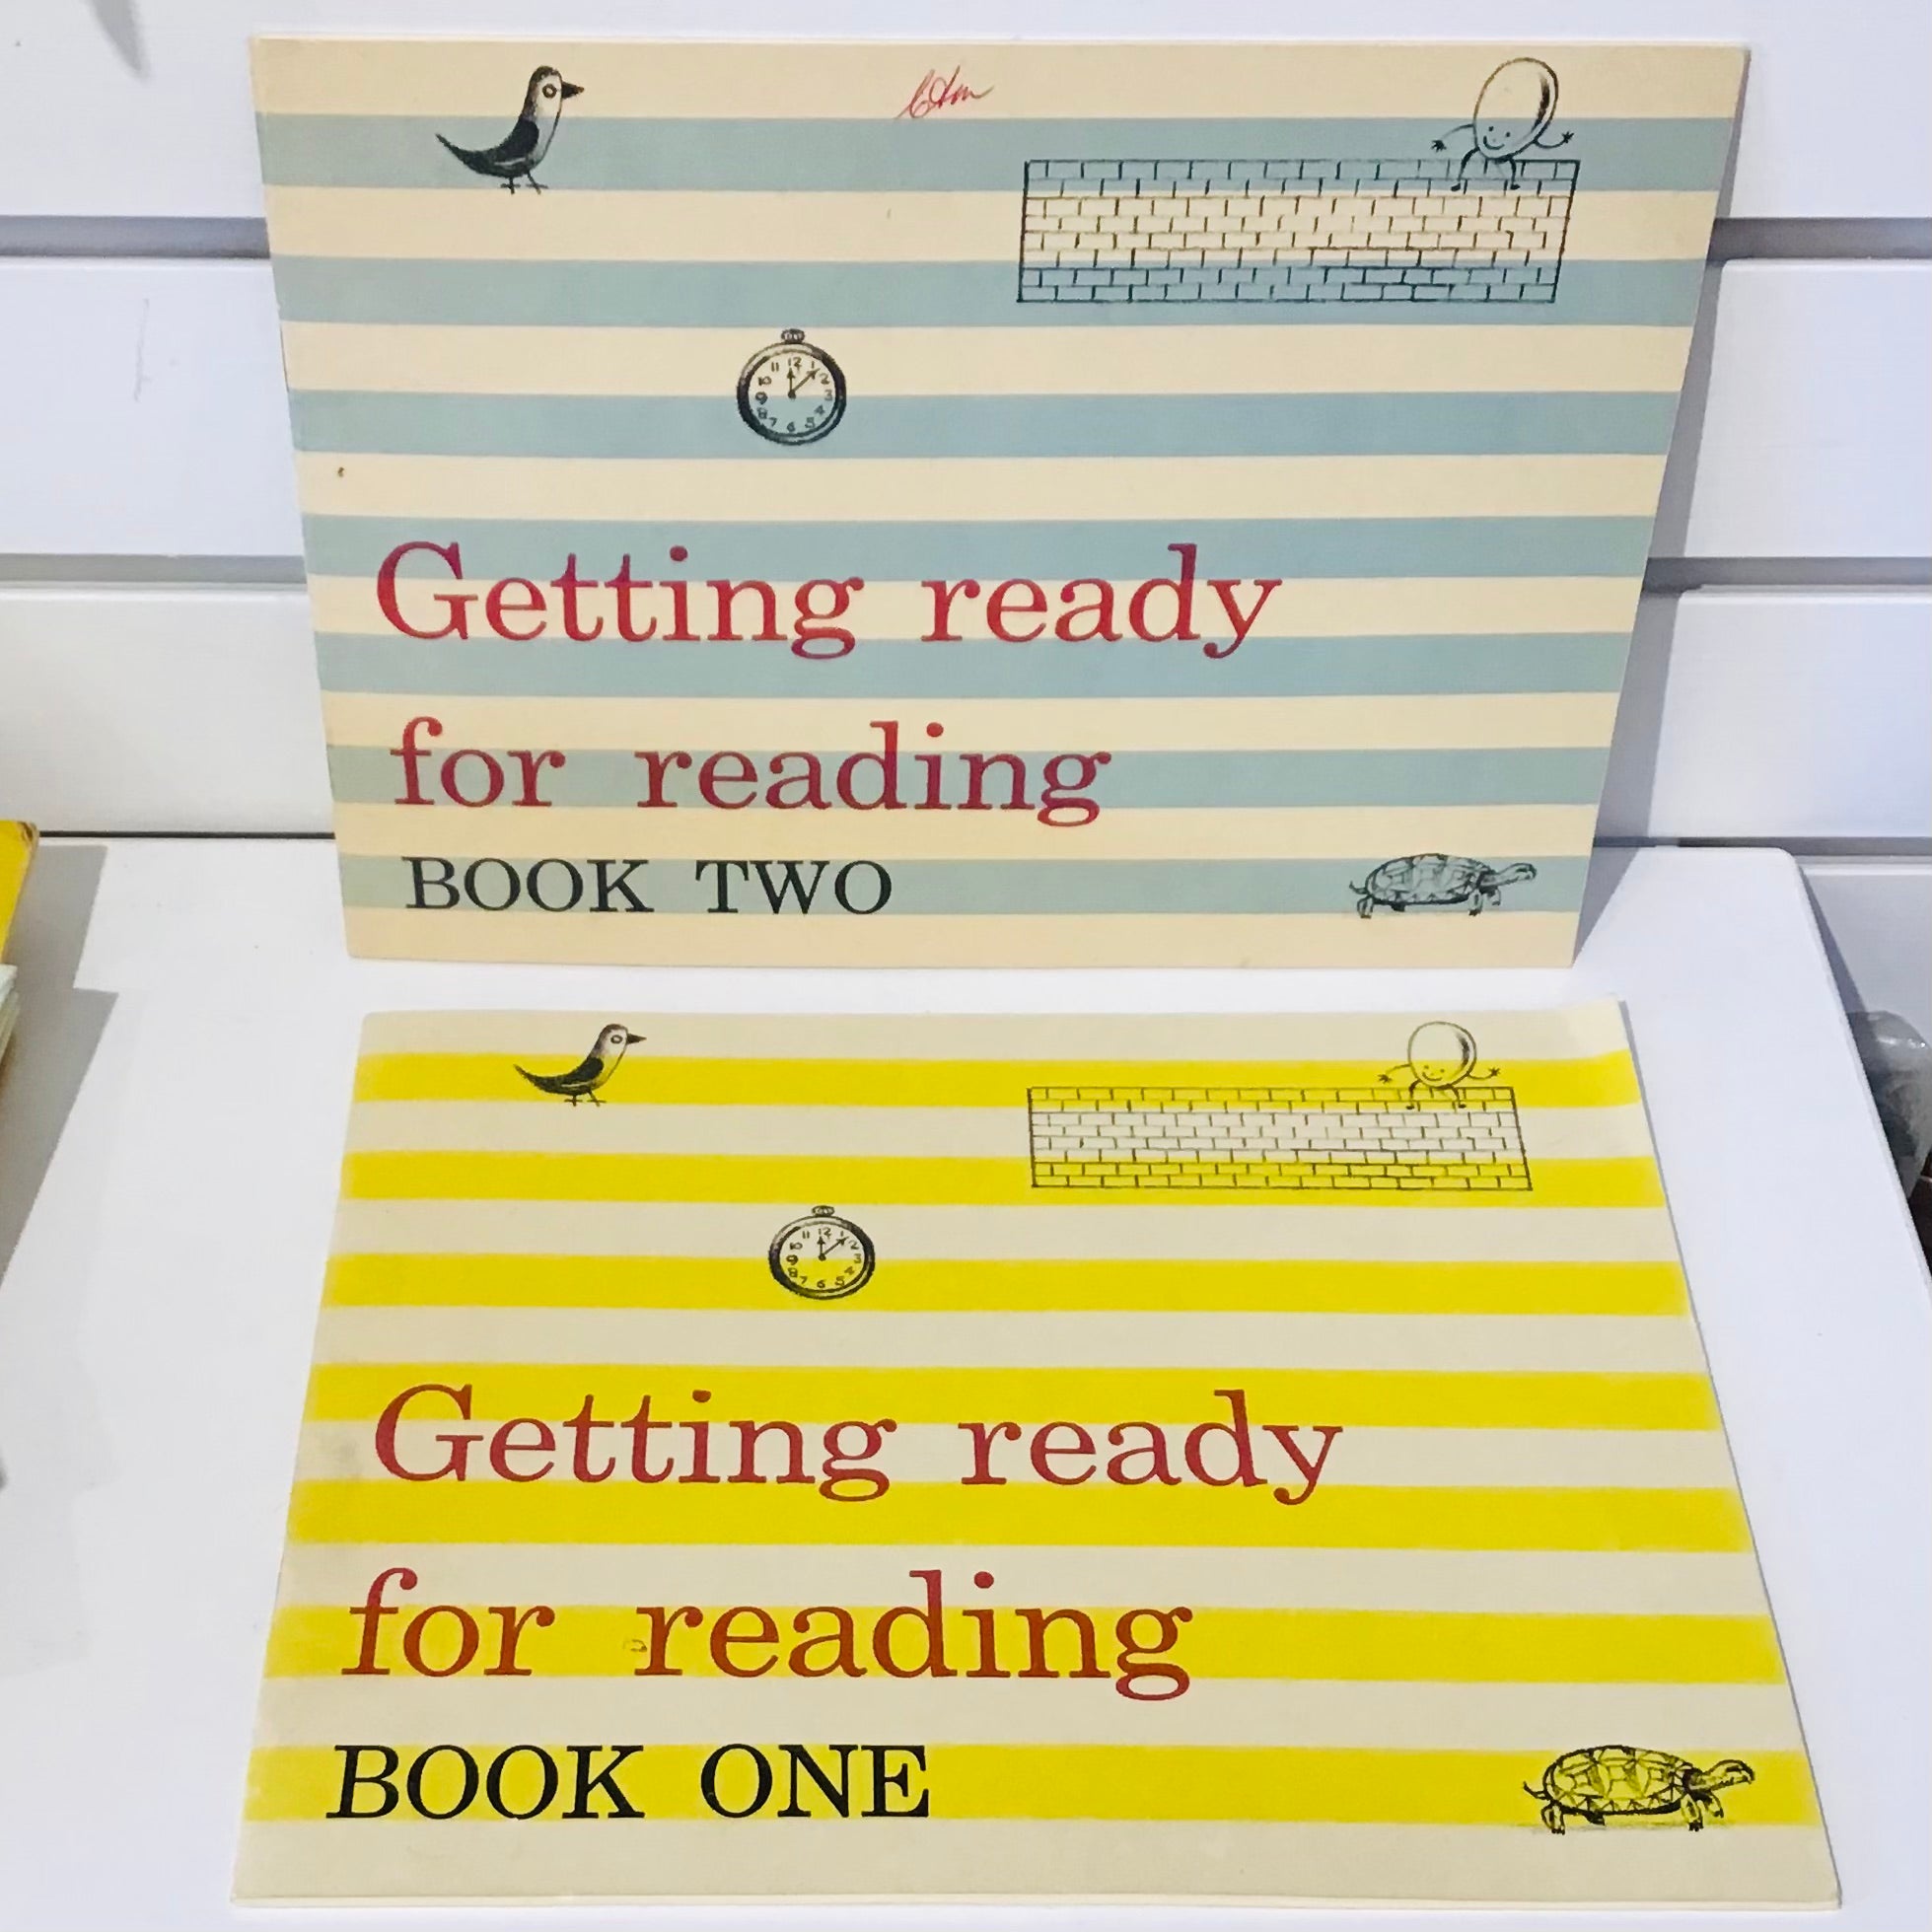 Getting ready
for reading
BOOK TWO
Getting ready
for reading
BOOK ONE